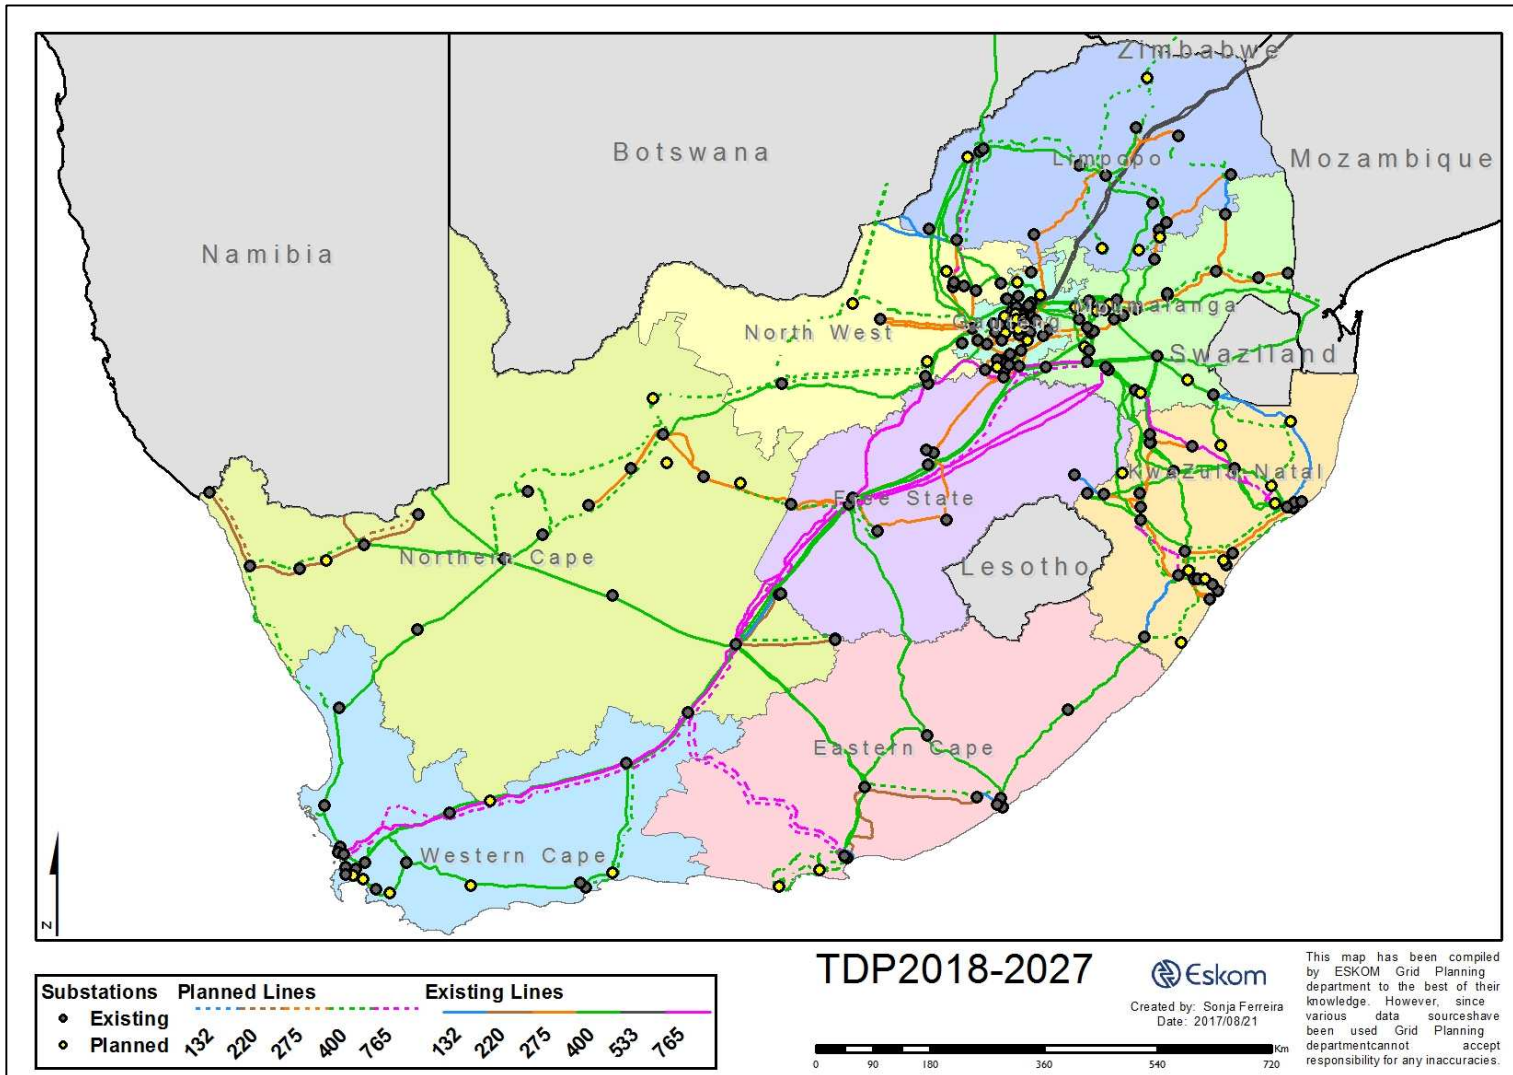 Zimbabwe
Botswana
Limpopo
Mozambique
Namibia
North West
Gauteng
Mpumalanga
Swaziland
Free State
KwaZulu-Natal
Northern Cape
Lesotho
Eastern Cape
Western Cape
N
Substations Planned Lines Existing Lines
Existing
Planned
132 220 275 400 765 132 220 275 400 533 765
TDP2018-2027
Eskom
Created by: Sonja Ferreira
Date: 2017/08/21
0 90 180 360 540 720 Km
This map has been compiled
by ESKOM Grid Planning
department to the best of their
knowledge. However, since
various data sourceshave
been used Grid Planning
departmentcannot accept
responsibility for any inaccuracies.